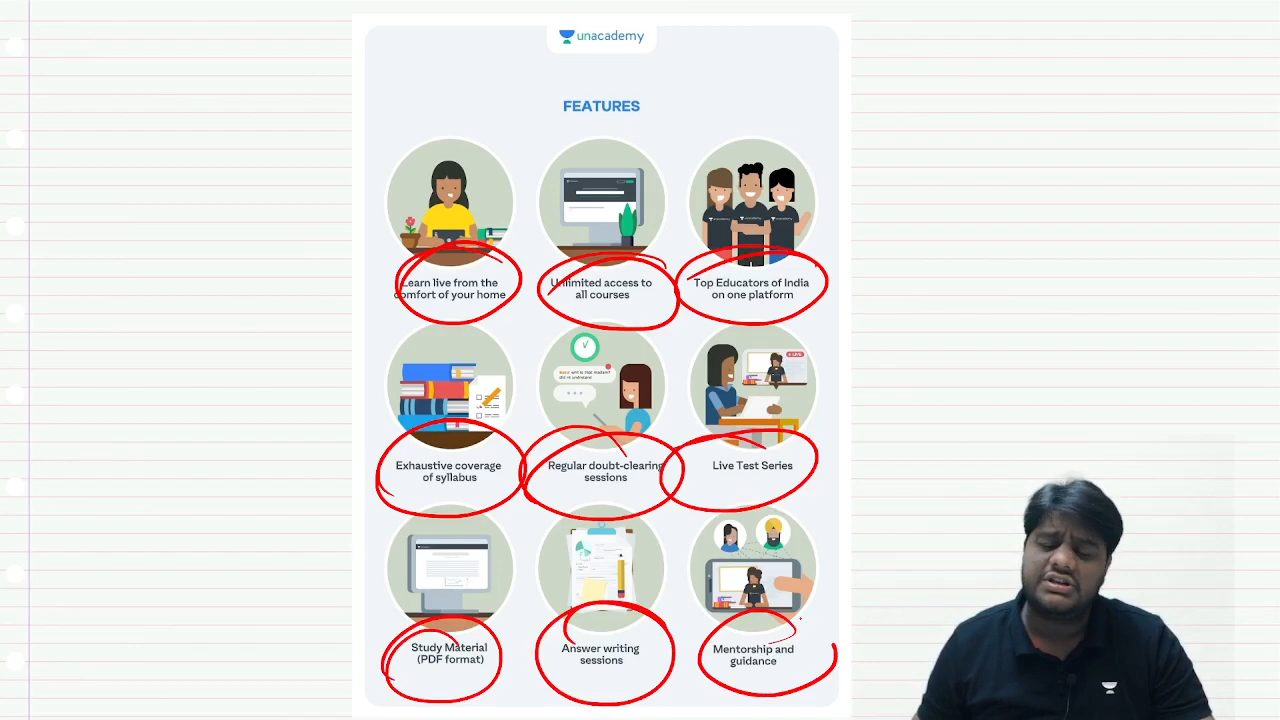 unacademy
FEATURES
Learn live from the
comfort of your home
Unlimited access to
all courses
Top Educators of India
on one platform
Exhaustive coverage
of syllabus
Regular doubt-clearing
sessions
LIVE
Live Test Series
Study Material
(PDF format)
Answer writing
sessions
Mentorship and
guidance